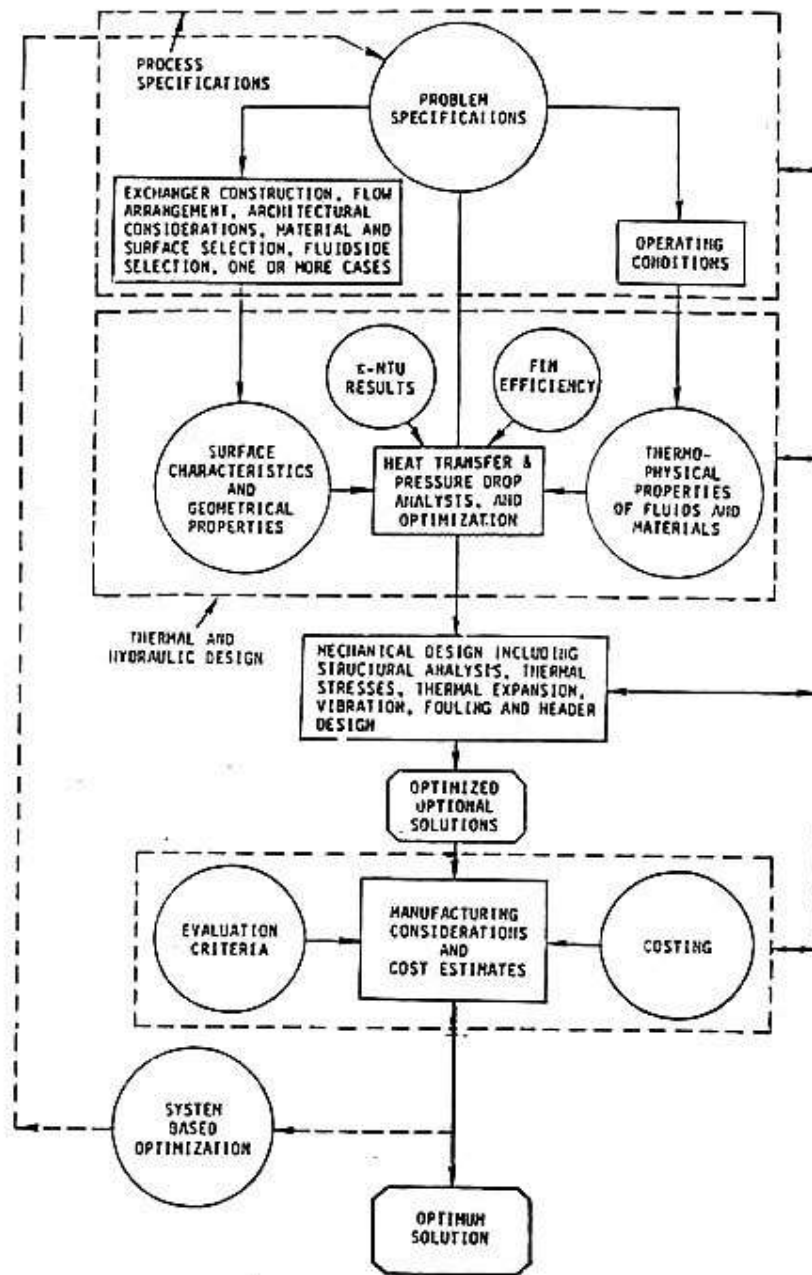 PROCESS
SPECIFICATIONS
PROBLEM
SPECIFICATIONS
EXCHANGER CONSTRUCTION, FLOW
ARRANGEMENT, ARCHITECTURAL
CONSIDERATIONS, MATERIAL AND
SURFACE SELECTION, FLUIDSIDE
SELECTION, ONE OR MORE CASES
OPERATING
CONDITIONS
ε-NTU
RESULTS
FIN
EFFICIENCY
SURFACE
CHARACTERISTICS
AND
GEOMETRICAL
PROPERTIES
HEAT TRANSFER &
PRESSURE DROP
ANALYSTS, AND
OPTIMIZATION
THERMO-
PHYSICAL
PROPERTIES
OF FLUIDS AND
MATERIALS
THERMAL AND
HYDRAULIC DESIGN
MECHANICAL DESIGN INCLUDING
STRUCTURAL ANALYSIS, THERMAL
STRESSES, THERMAL EXPANSION,
VIBRATION, FOULING AND HEADER
DESIGN
OPTIMIZED
OPTIONAL
SOLUTIONS
EVALUATION
CRITERIA
MANUFACTURING
CONSIDERATIONS
AND
COST ESTIMATES
COSTING
SYSTEM
BASED
OPTIMIZATION
OPTIMUM
SOLUTION